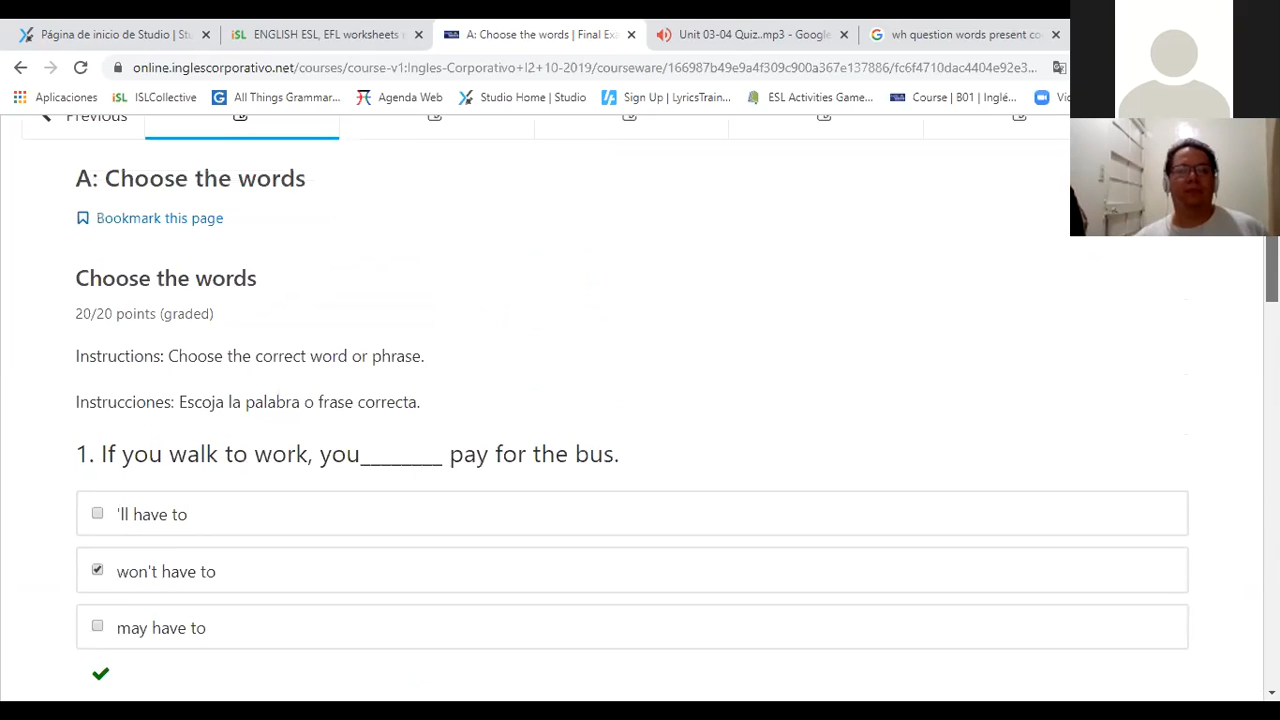 Página de inicio de Studio | Stu
ENGLISH ESL, EFL worksheets
A: Choose the words | Final Exa
Unit 03-04 Quiz..mp3 - Google
wh question words present co
online.inglescorporativo.net/courses/course-v1:Ingles-Corporativo+I2+10-2019/courseware/166987b49e9a4f309c900a367e137886/fc6f4710dac4404e92e3...
Aplicaciones
ISLCollective
All Things Grammar...
Agenda Web
Studio Home | Studio
Sign Up | LyricsTrain...
ESL Activities Game...
Course | B01 | Inglé...
Previous
A: Choose the words
Bookmark this page
Choose the words
20/20 points (graded)
Instructions: Choose the correct word or phrase.
Instrucciones: Escoja la palabra o frase correcta.
1. If you walk to work, you________ pay for the bus.
'll have to
won't have to
may have to